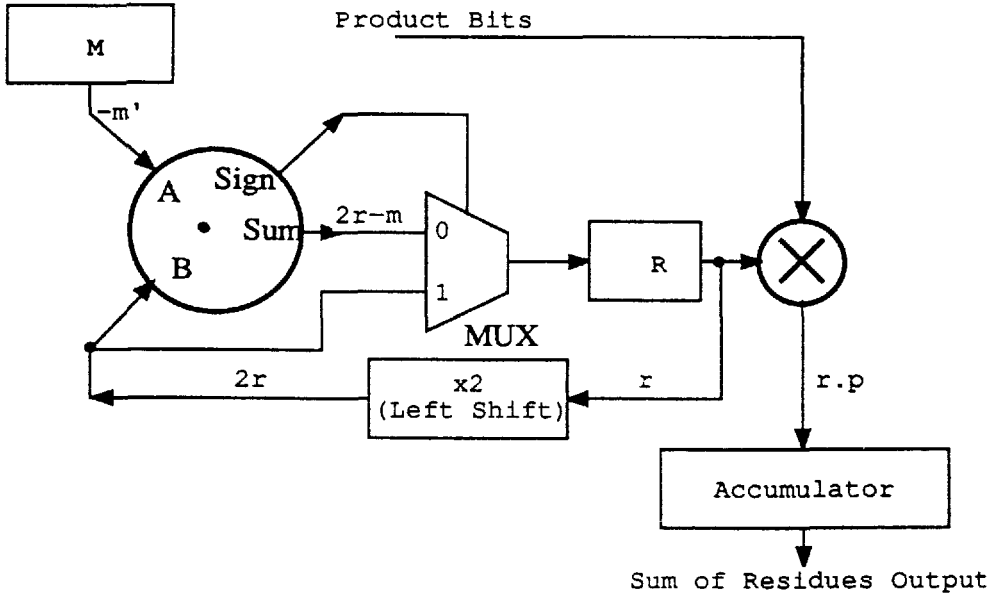 Product Bits
M
-m'
Sign
A
Sum
B
2r-m
0
1
MUX
R
2r
x2
(Left Shift)
r
r.p
Accumulator
Sum of Residues Output